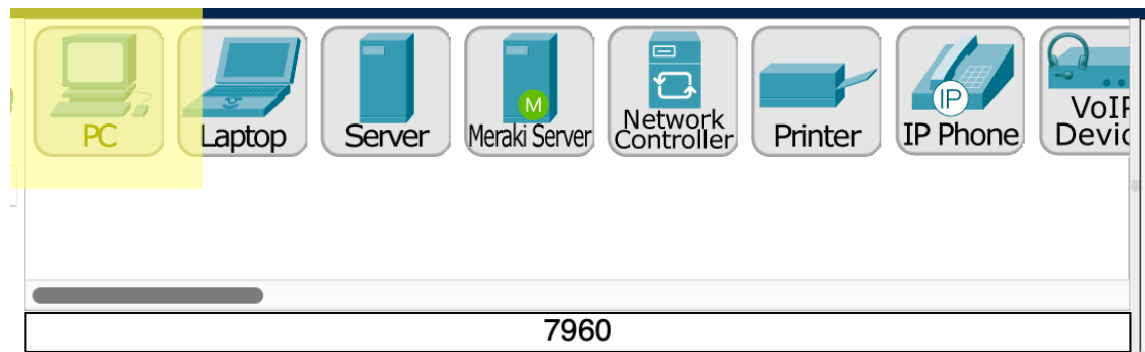 PC
Laptop
Server
M
Meraki Server
Network
Controller
Printer
IP
IP Phone
VoIP
Devic
7960